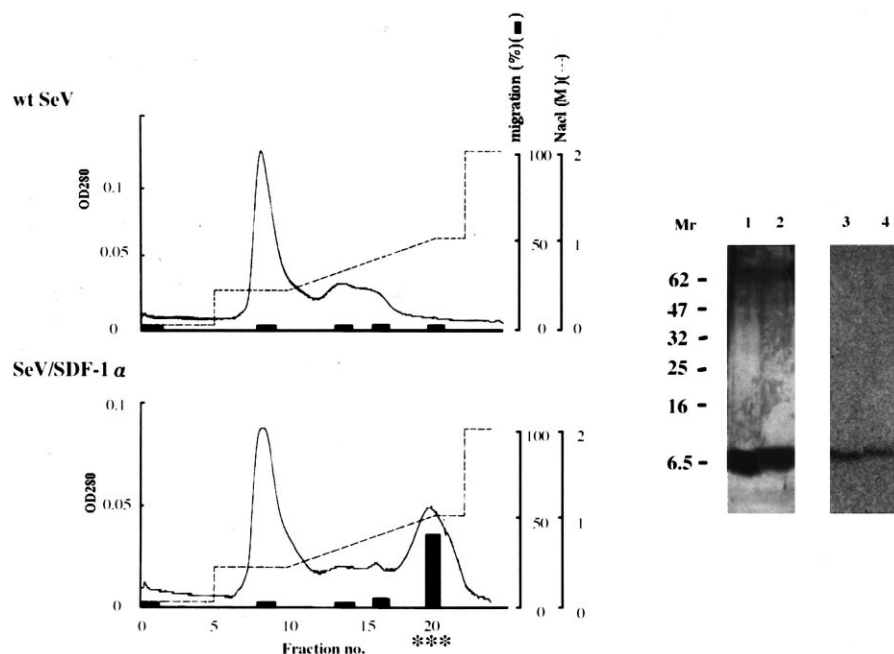 wt SeV
OD280
0.1
0.05
0
migration (%)( )
Nacl (M)(---)
100
50
0
2
1
0
SeV/SDF-1 α
OD280
0.1
0.05
0
100
50
0
2
1
0
0 5 10 15 20
***
Fraction no.
Mr 1 2 3 4
62
47
32
25
16
6.5